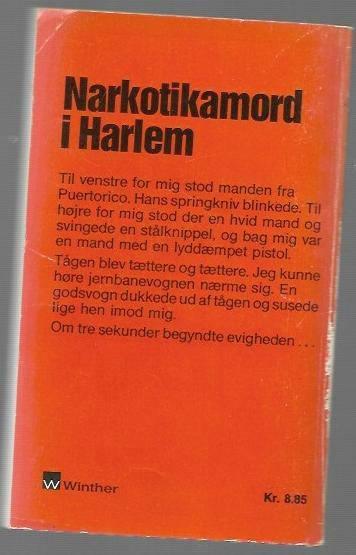 Narkotikamord
i Harlem
Til venstre for mig stod manden fra
Puertorico. Hans springkniv blinkede. Til
højre for mig stod der en hvid mand og
svingede en stålknippel, og bag mig var
en mand med en lyddæmpet pistol.
Tågen blev tættere og tættere. Jeg kunne
høre jernbanevognen nærme sig. En
godsvogn dukkede ud af tågen og susede
lige hen imod mig.
Om tre sekunder begyndte evigheden ...
W Winther
Kr. 8.85